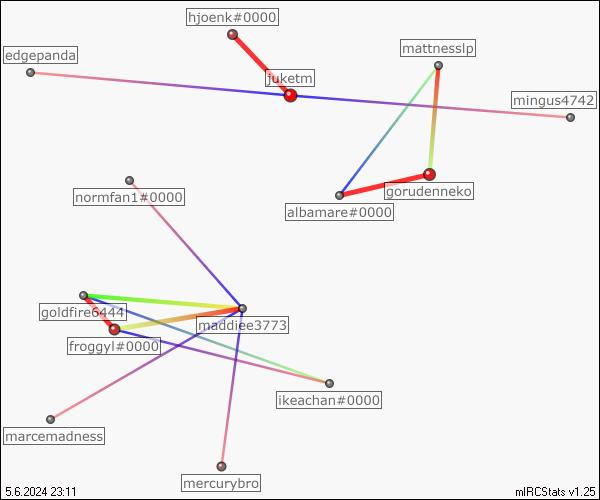 hjoenk#0000
edgepanda
mattnesslp
juketm
mingus4742
normfan1#0000
gorudenneko
albamare#0000
goldfire6444
maddiee3773
froggyl#0000
ikeachan#0000
marcemadness
mercurybro
5.6.2024 23:11
mIRCStats v1.25